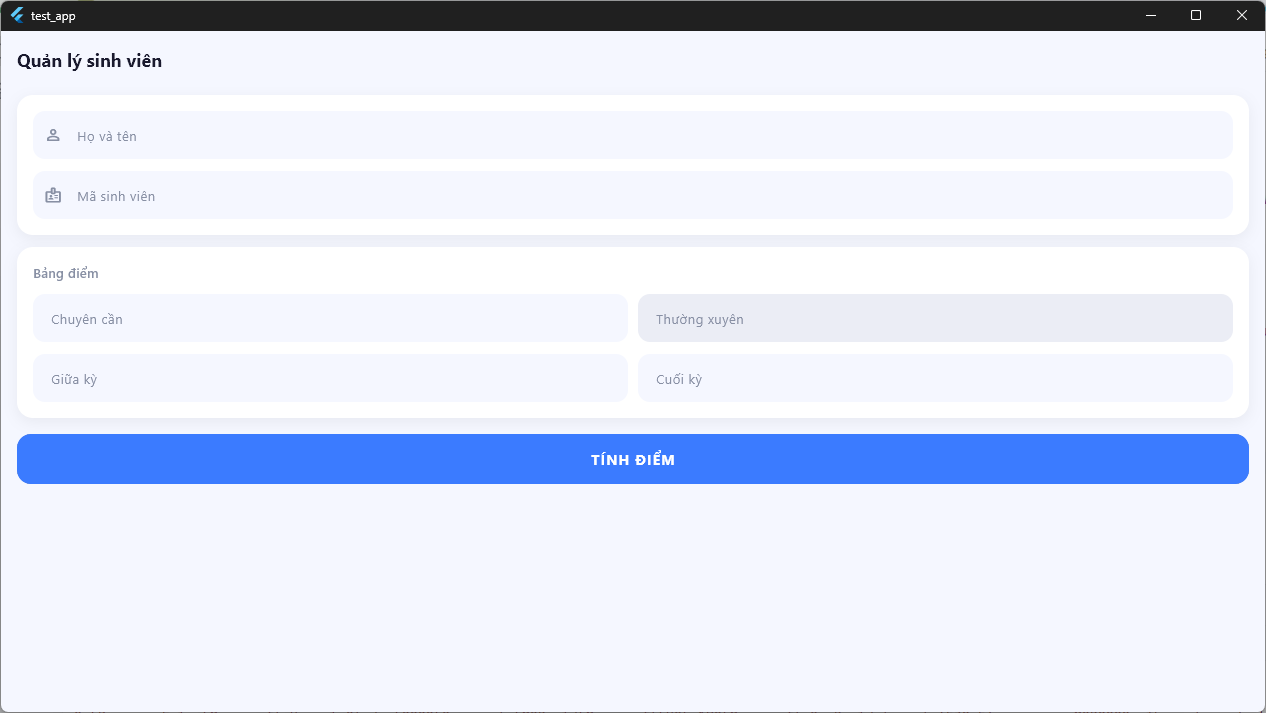 test_app
Quản lý sinh viên
Họ và tên
Mã sinh viên
Bảng điểm
Chuyên cần
Thường xuyên
Giữa kỳ
Cuối kỳ
TÍNH ĐIỂM